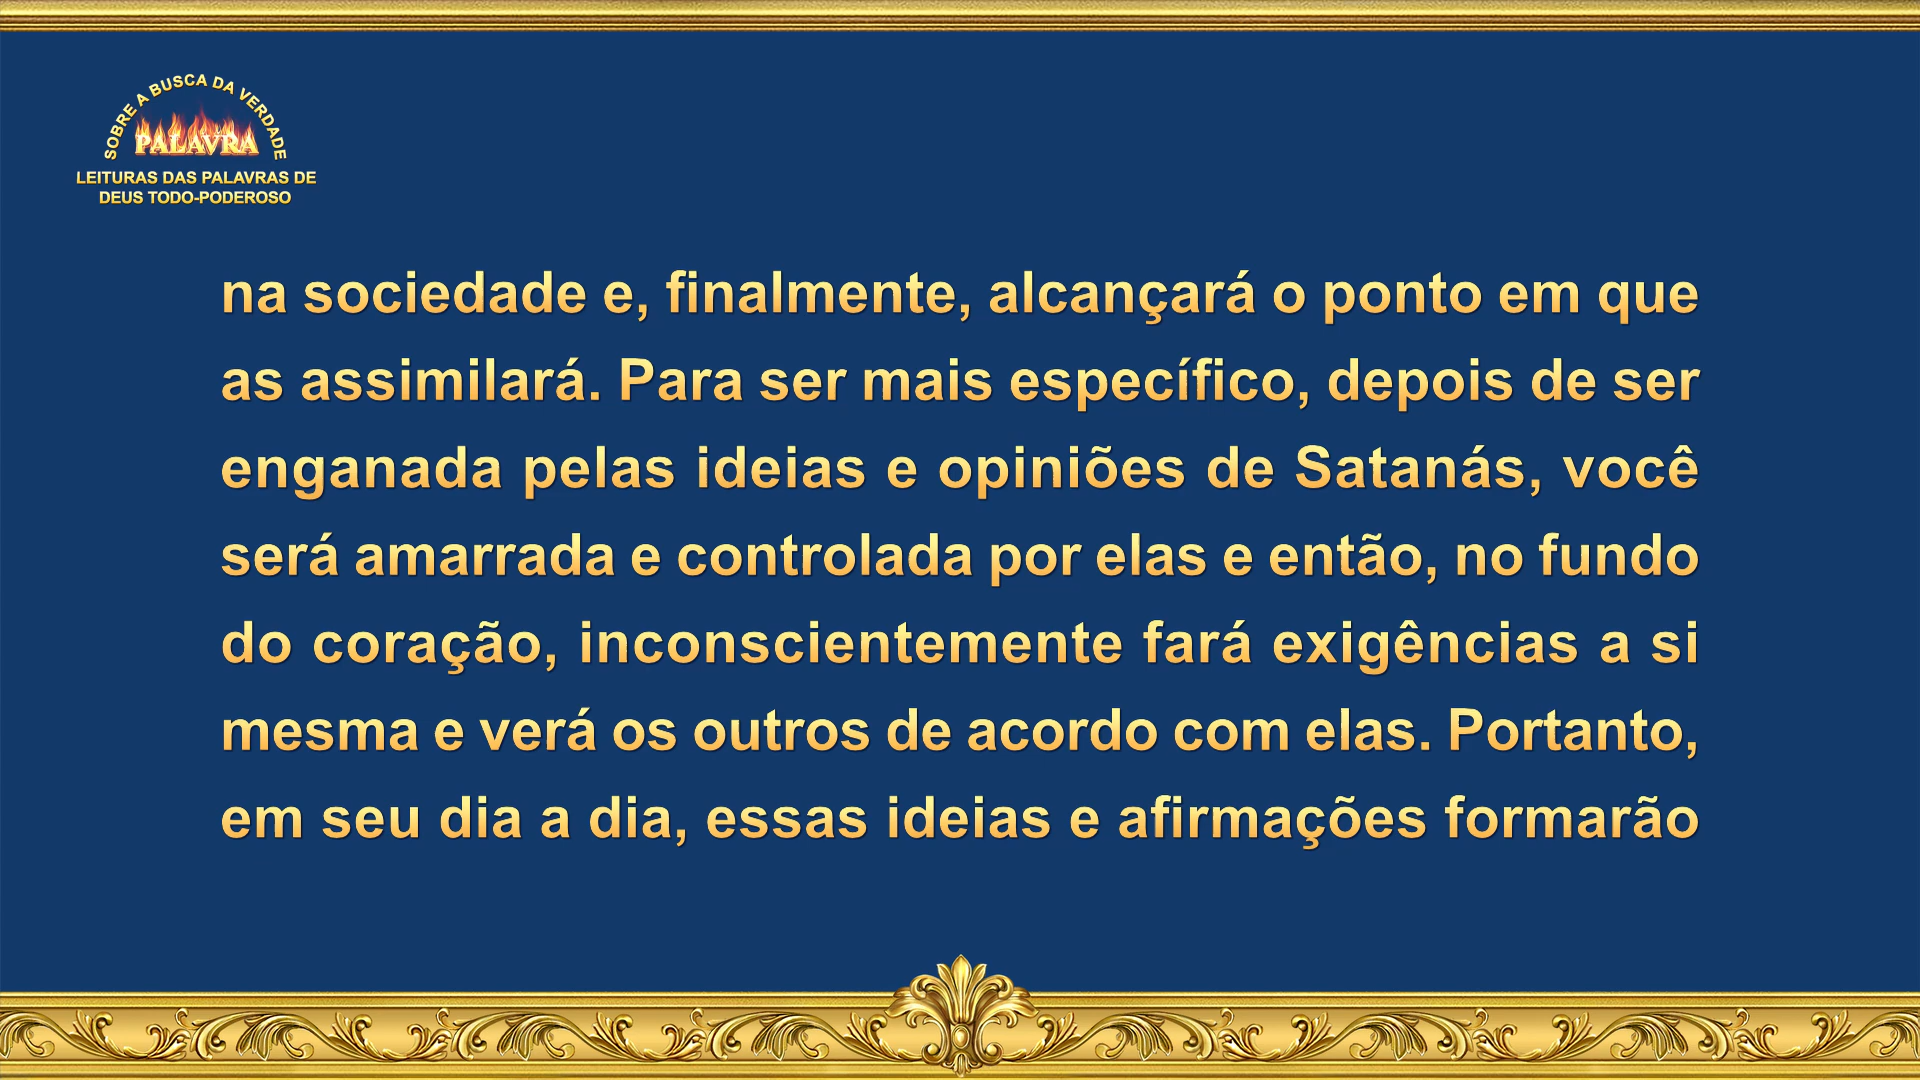 SOBRE A BUSCA DA VERDADE
PALAVRA
LEITURAS DAS PALAVRAS DE
DEUS TODO-PODEROSO
na sociedade e, finalmente, alcançará o ponto em que
as assimilará. Para ser mais específico, depois de ser
enganada pelas ideias e opiniões de Satanás, você
será amarrada e controlada por elas e então, no fundo
do coração, inconscientemente fará exigências a si
mesma e verá os outros de acordo com elas. Portanto,
em seu dia a dia, essas ideias e afirmações formarão